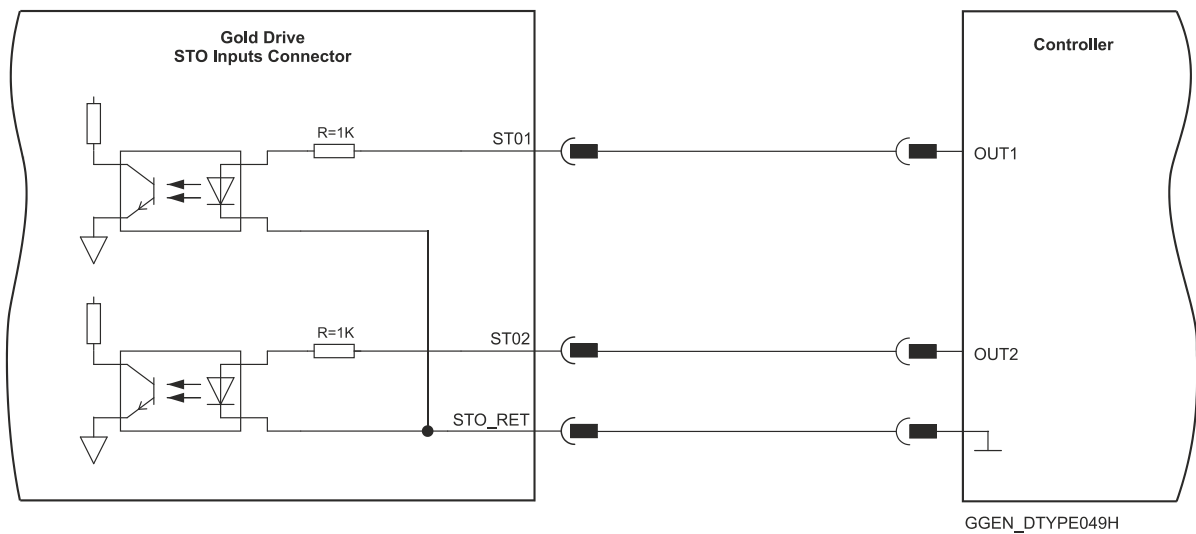 Gold Drive
STO Inputs Connector
Controller
R=1K
ST01
OUT1
R=1K
ST02
OUT2
STO_RET
GGEN_DTYPE049H